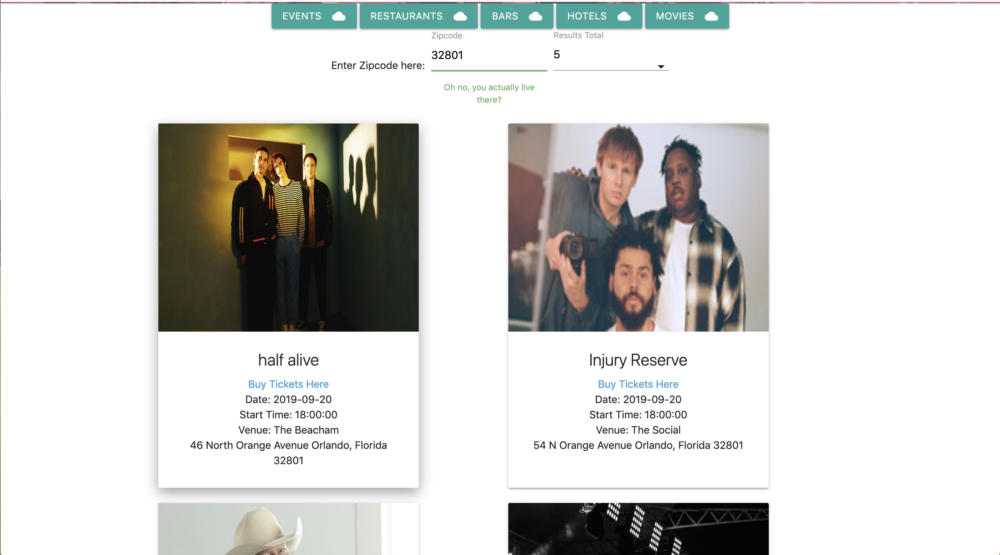 EVENTS RESTAURANTS BARS HOTELS MOVIES
Zipcode Results Total
32801 5
Enter Zipcode here:
Oh no, you actually live
there?
half alive
Buy Tickets Here
Date: 2019-09-20
Start Time: 18:00:00
Venue: The Beacham
46 North Orange Avenue Orlando, Florida
32801
Injury Reserve
Buy Tickets Here
Date: 2019-09-20
Start Time: 18:00:00
Venue: The Social
54 N Orange Avenue Orlando, Florida 32801